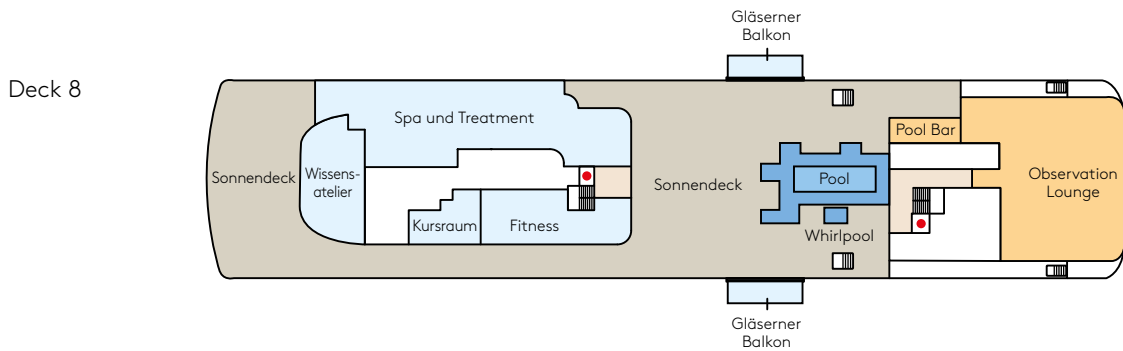 Gläserner
Balkon
Deck 8
Spa und Treatment
Pool Bar
Wissens-
atelier
Sonnendeck
Sonnendeck
Pool
Observation
Lounge
Kursraum
Fitness
Whirlpool
Gläserner
Balkon